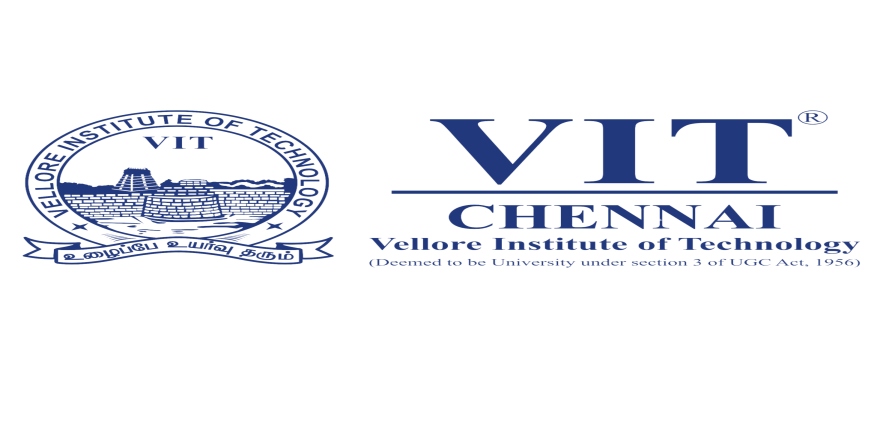 VELLORE INSTITUTE OF TECHNOLOGY
VIT
உழைப்பே உயர்வு தரும்
VIT®
CHENNAI
Vellore Institute of Technology
(Deemed to be University under section 3 of UGC Act, 1956)